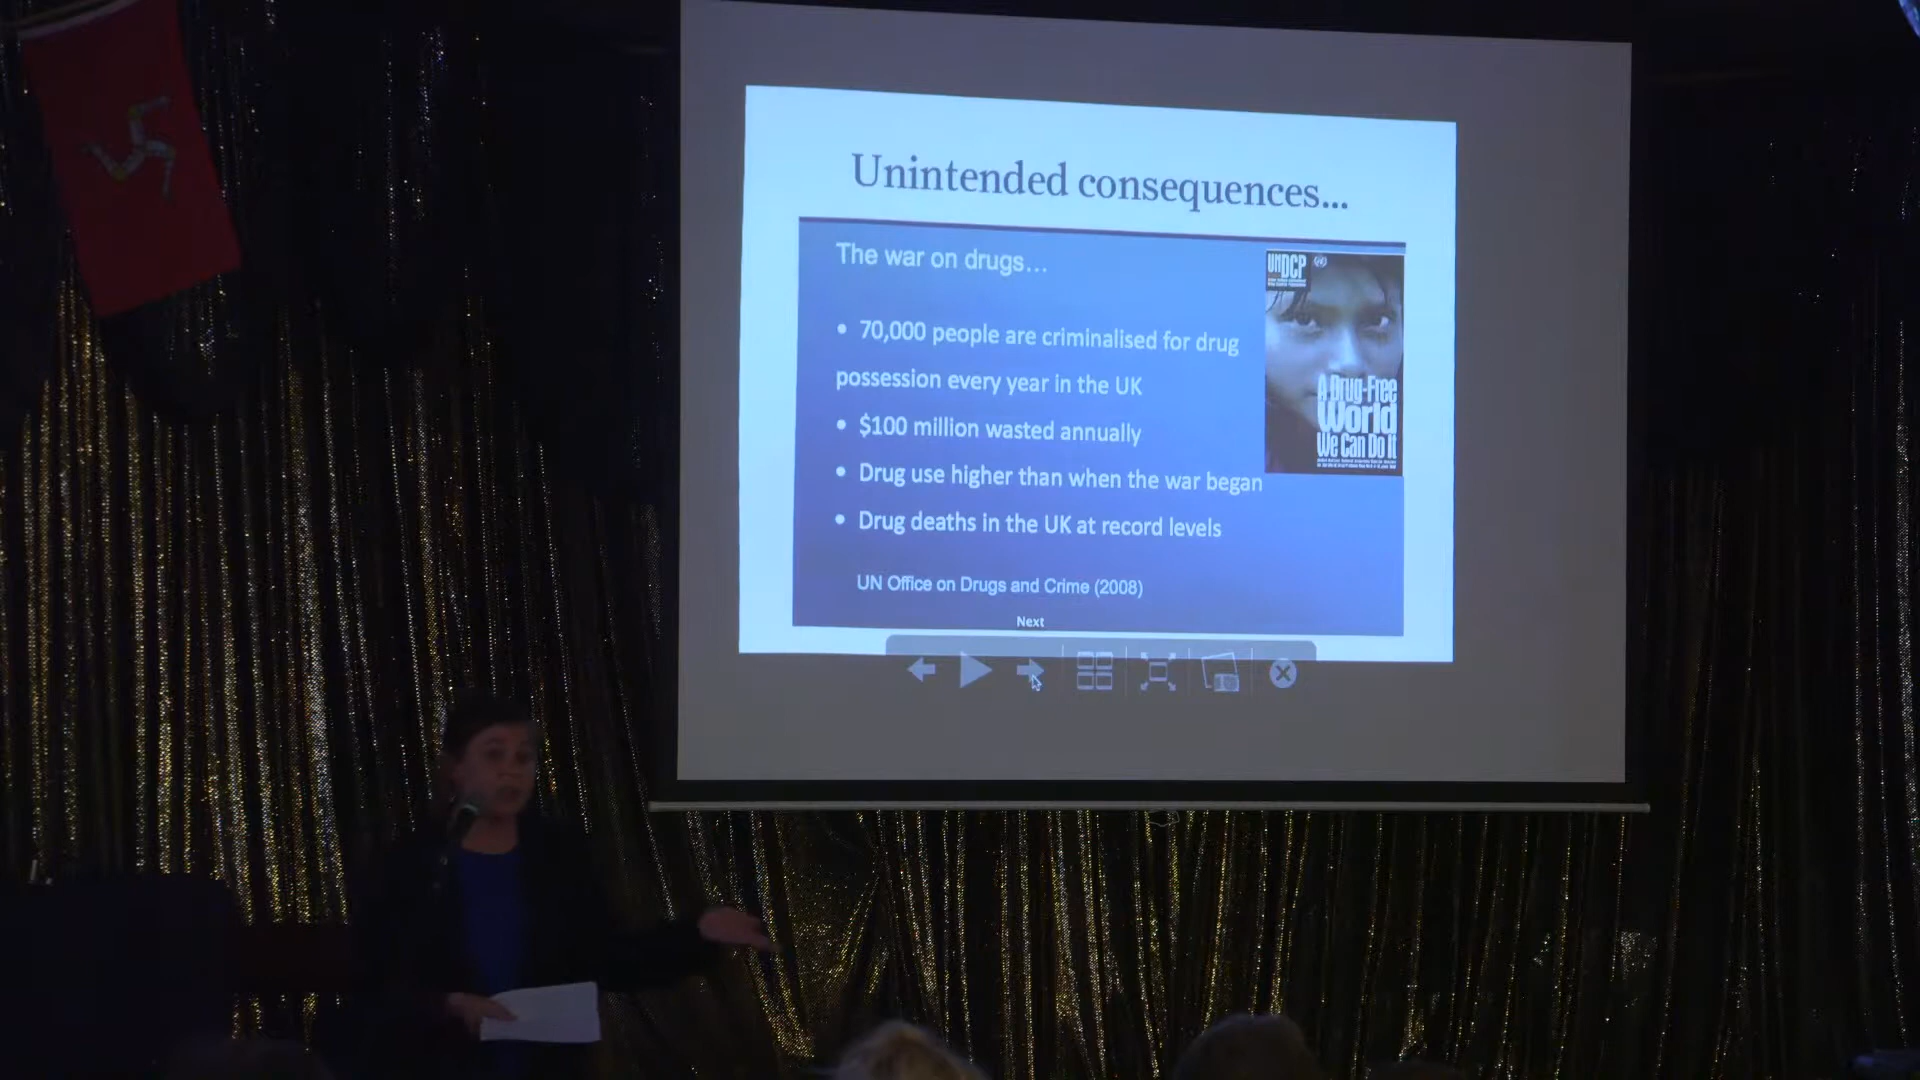 Unintended consequences...
The war on drugs...
• 70,000 people are criminalised for drug
possession every year in the UK
• $100 million wasted annually
• Drug use higher than when the war began
• Drug deaths in the UK at record levels
UN Office on Drugs and Crime (2008)
UNDCP
A Drug-Free
World
We Can Do It
Next